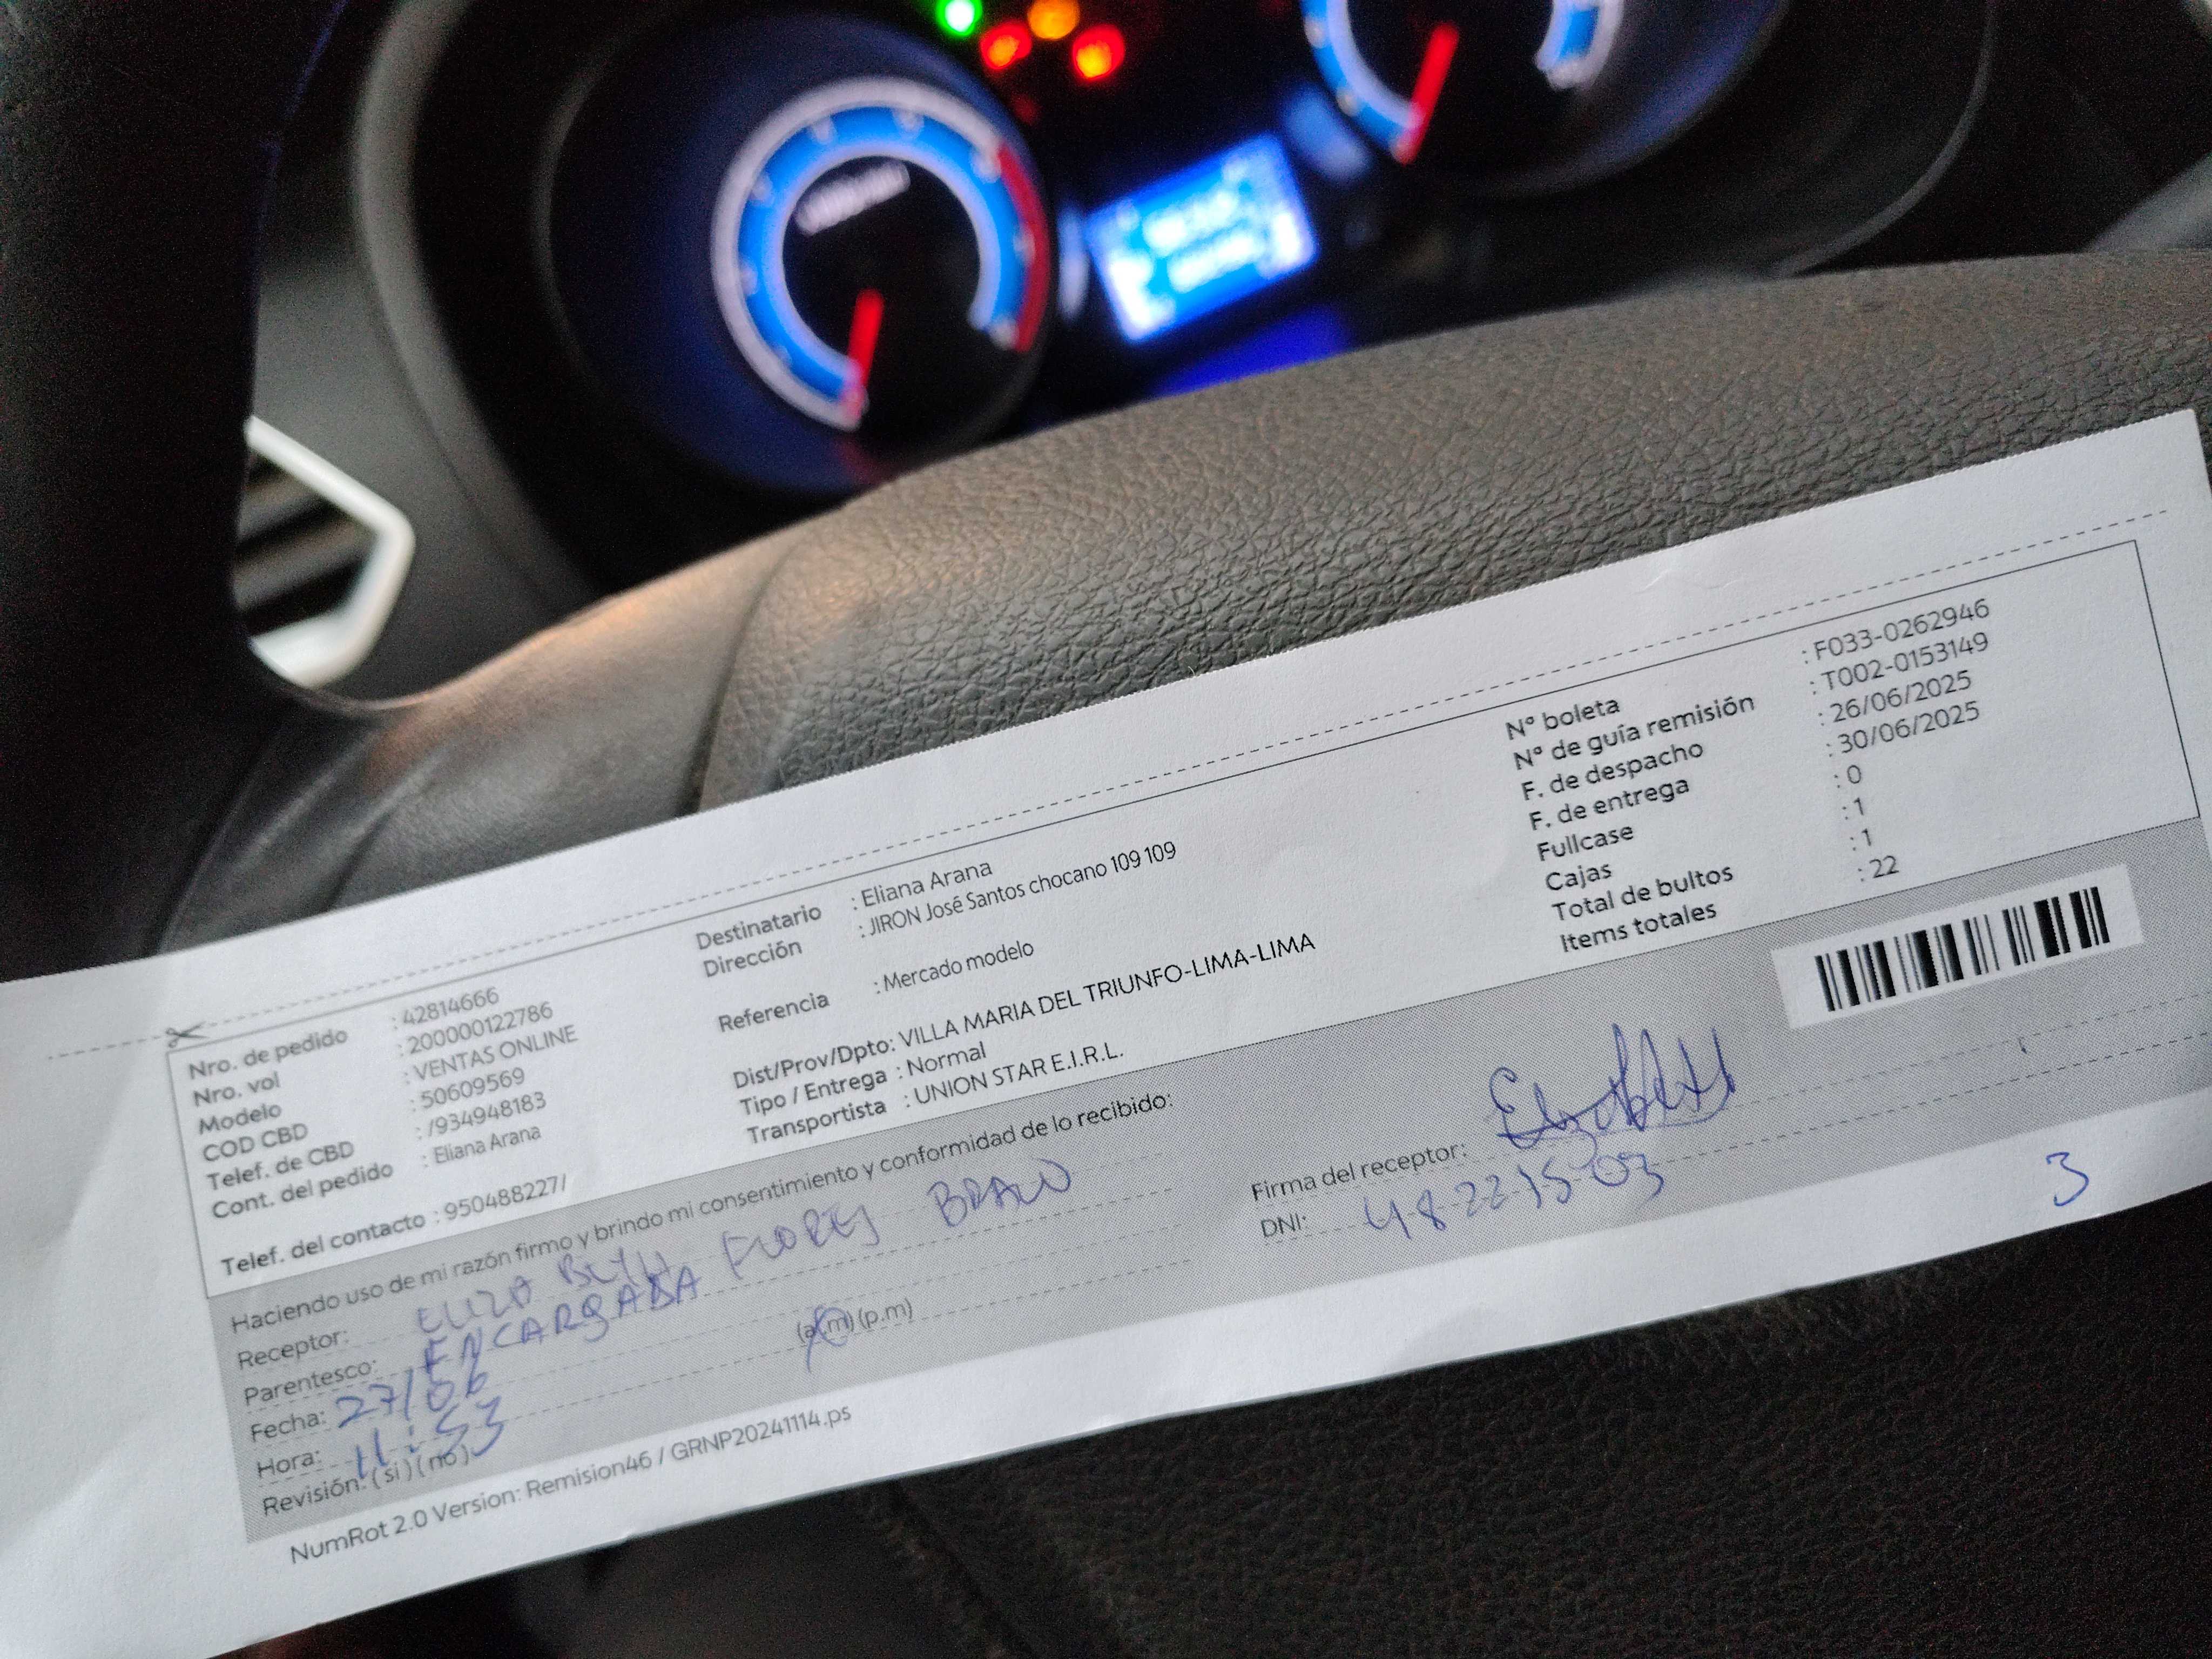 Nro. de pedido : 42814666
Nro. vol : 200000122786
Modelo : VENTAS ONLINE
COD CBD : 50609569
Telef. de CBD : /934948183
Cont. del pedido : Eliana Arana
Telef. del contacto : 950488227/
Destinatario : Eliana Arana
Dirección : JIRON José Santos chocano 109 109
Referencia : Mercado modelo
Dist/Prov/Dpto: VILLA MARIA DEL TRIUNFO-LIMA-LIMA
Tipo / Entrega : Normal
Transportista : UNION STAR E.I.R.L.
N° boleta : F033-0262946
N° de guía remisión : T002-0153149
F. de despacho : 26/06/2025
F. de entrega : 30/06/2025
Fullcase : 0
Cajas : 1
Total de bultos : 1
Items totales : 22
Haciendo uso de mi razón firmo y brindo mi consentimiento y conformidad de lo recibido:
Receptor: FLORES
Parentesco: ENCARGADA
Fecha: 27/06
Hora: 11:53 (a.m) (p.m)
Revisión: (si) (no)
Firma del receptor:
DNI:
3
NumRot 2.0 Version: Remision46 / GRNP20241114.ps